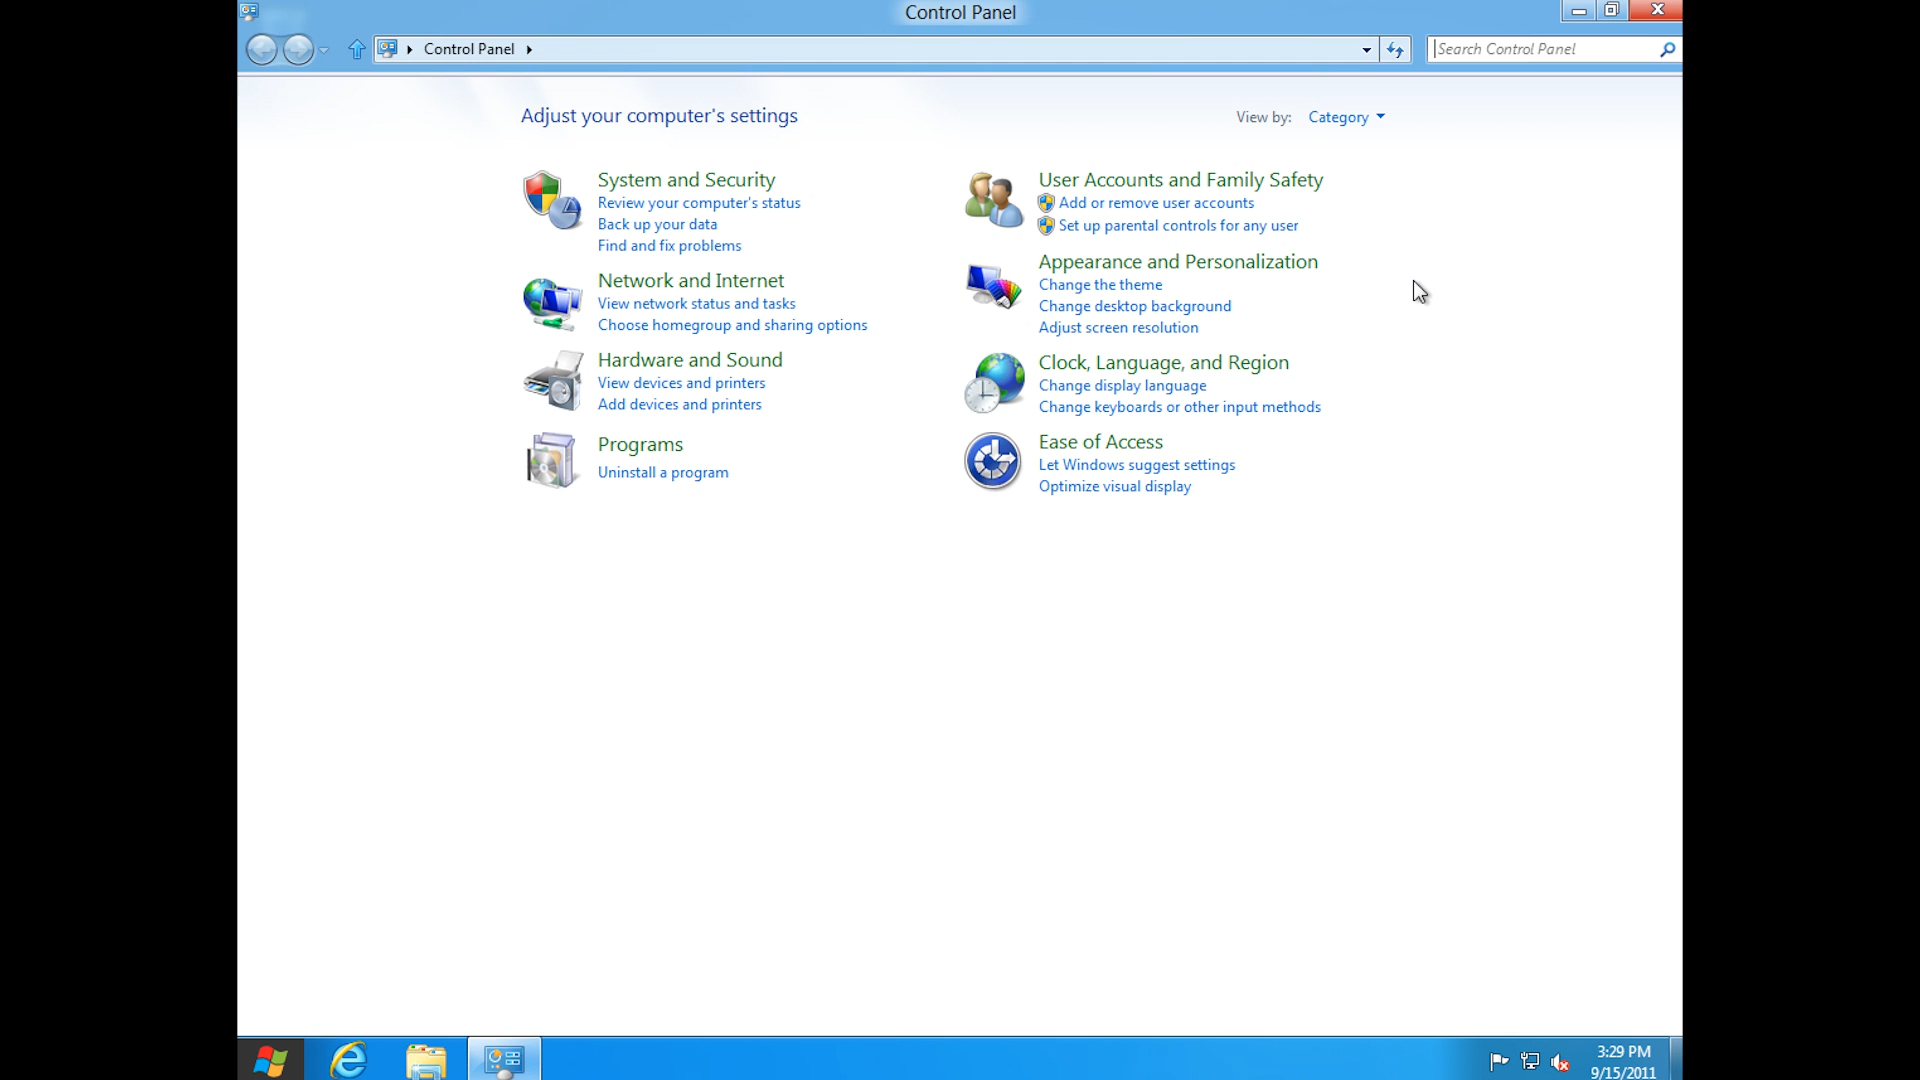 Control Panel
Control Panel
Search Control Panel
Adjust your computer's settings
View by: Category
System and Security
Review your computer's status
Back up your data
Find and fix problems
Network and Internet
View network status and tasks
Choose homegroup and sharing options
Hardware and Sound
View devices and printers
Add devices and printers
Programs
Uninstall a program
User Accounts and Family Safety
Add or remove user accounts
Set up parental controls for any user
Appearance and Personalization
Change the theme
Change desktop background
Adjust screen resolution
Clock, Language, and Region
Change display language
Change keyboards or other input methods
Ease of Access
Let Windows suggest settings
Optimize visual display
3:29 PM
9/15/2011